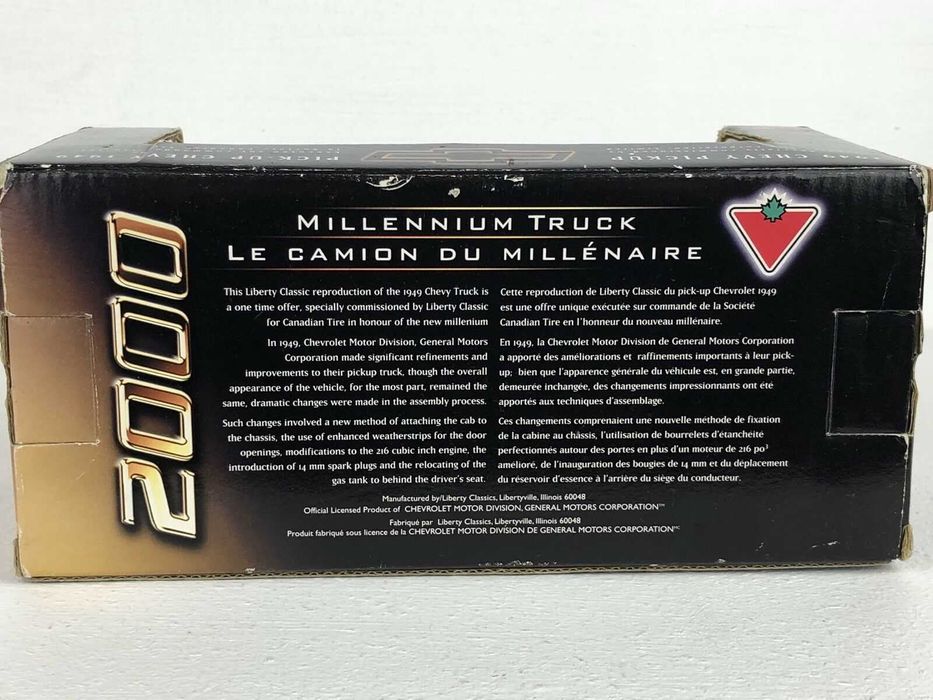 PICKUP CHEV 1949
1949 CHEVY PICKUP
2000
MILLENNIUM TRUCK
LE CAMION DU MILLÉNAIRE
This Liberty Classic reproduction of the 1949 Chevy Truck is
a one time offer, specially commissioned by Liberty Classic
for Canadian Tire in honour of the new millenium
In 1949, Chevrolet Motor Division, General Motors
Corporation made significant refinements and
improvements to their pickup truck, though the overall
appearance of the vehicle, for the most part, remained the
same, dramatic changes were made in the assembly process.
Such changes involved a new method of attaching the cab to
the chassis, the use of enhanced weatherstrips for the door
openings, modifications to the 216 cubic inch engine, the
introduction of 14 mm spark plugs and the relocating of the
gas tank to behind the driver's seat.
Cette reproduction de Liberty Classic du pick-up Chevrolet 1949
est une offre unique exécutée sur commande de la Société
Canadian Tire en l'honneur du nouveau millénaire.
En 1949, la Chevrolet Motor Division de General Motors Corporation
a apporté des améliorations et raffinements importants à leur pick-
up; bien que l'apparence générale du véhicule est, en grande partie,
demeurée inchangée, des changements impressionnants ont été
apportés aux techniques d'assemblage.
Ces changements comprenaient une nouvelle méthode de fixation
de la cabine au châssis, l'utilisation de bourrelets d'étanchéité
perfectionnés autour des portes en plus d'un moteur de 216 po³
amélioré, de l'inauguration des bougies de 14 mm et du déplacement
du réservoir d'essence à l'arrière du siège du conducteur.
Manufactured by/Liberty Classics, Libertyville, Illinois 60048
Official Licensed Product of CHEVROLET MOTOR DIVISION, GENERAL MOTORS CORPORATION™
Fabriqué par Liberty Classics, Libertyville, Illinois 60048
Produit fabriqué sous licence de la CHEVROLET MOTOR DIVISION DE GENERAL MOTORS CORPORATION MC